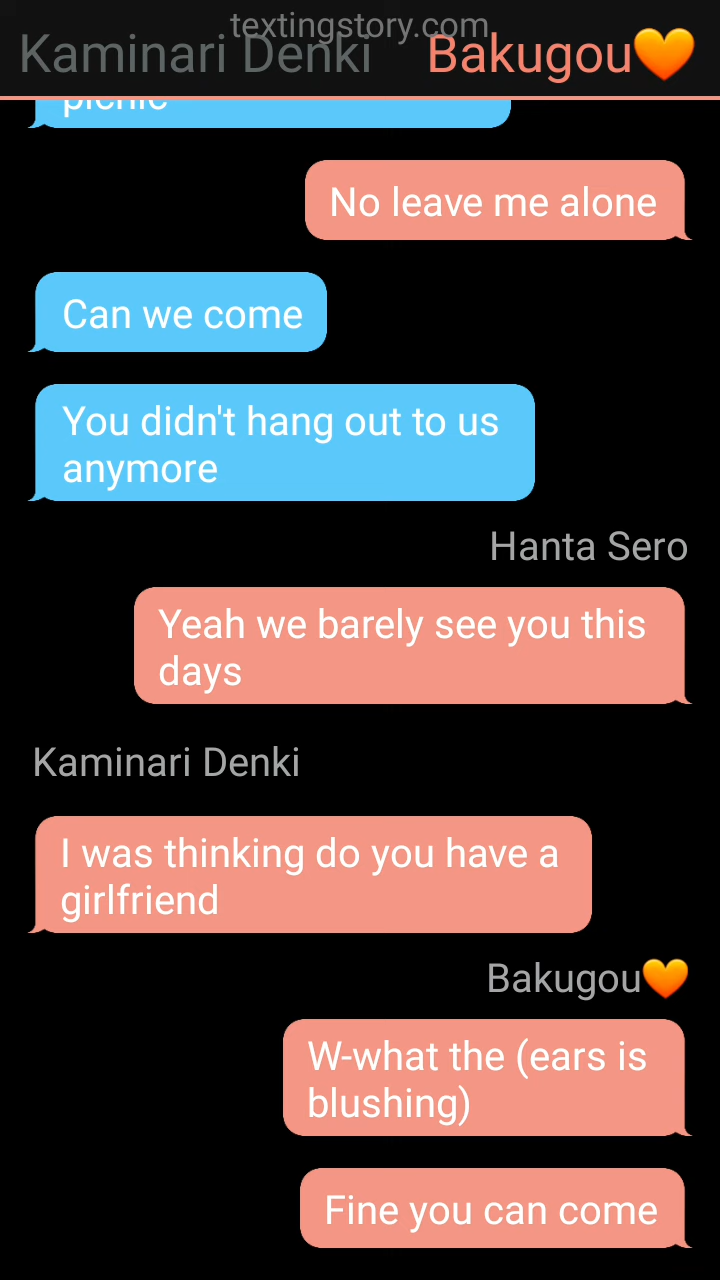 textingstory.com
Kaminari Denki Bakugou🧡
picnic
No leave me alone
Can we come
You didn't hang out to us
anymore
Hanta Sero
Yeah we barely see you this
days
Kaminari Denki
I was thinking do you have a
girlfriend
Bakugou🧡
W-what the (ears is
blushing)
Fine you can come